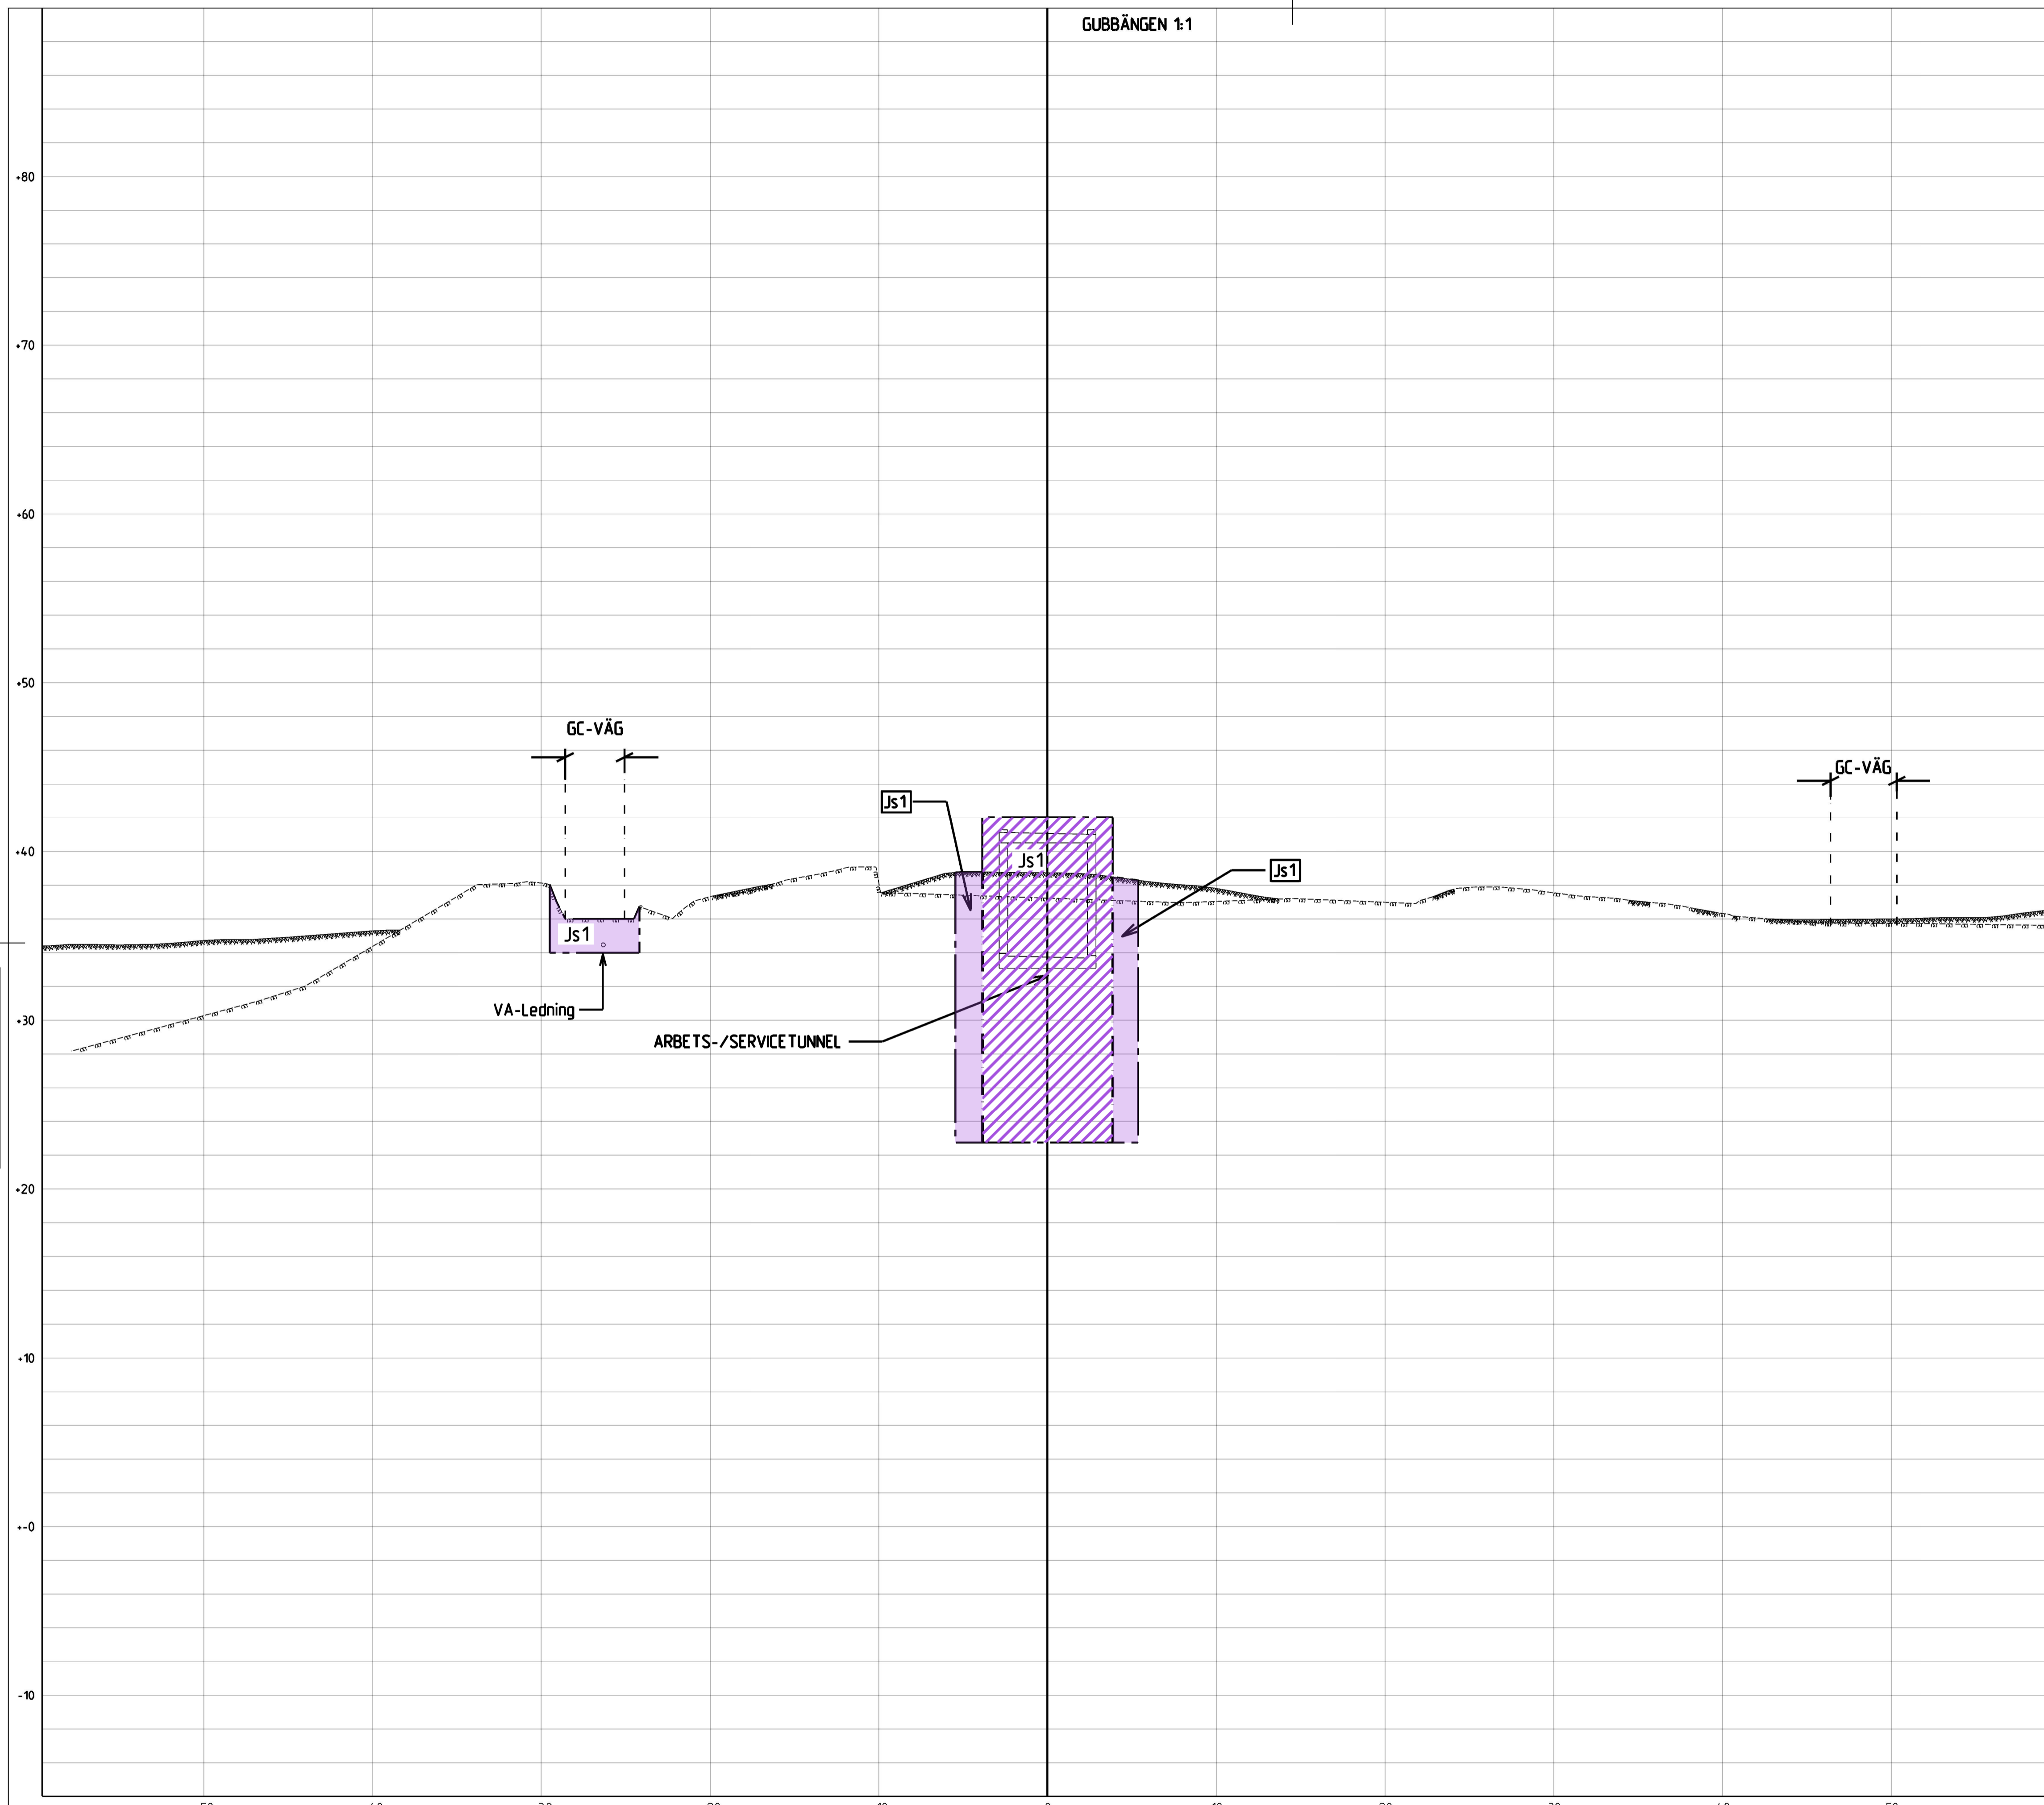 GUBBÄNGEN 1:1
+80
+70
+60
+50
GC-VÄG
GC-VÄG
Js1
+40
Js1
Js1
Js1
VA-Ledning
+30
ARBETS-/SERVICETUNNEL
+20
+10
+-0
-10